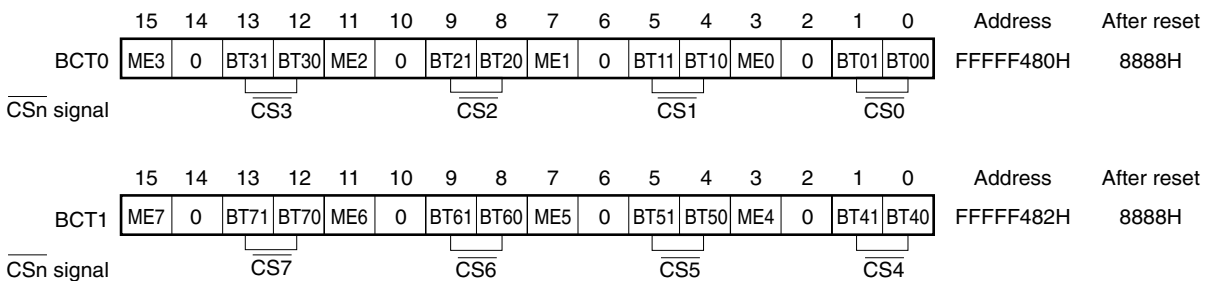 15 14 13 12 11 10 9 8 7 6 5 4 3 2 1 0 Address After reset
BCT0 ME3 0 BT31 BT30 ME2 0 BT21 BT20 ME1 0 BT11 BT10 ME0 0 BT01 BT00 FFFFF480H 8888H
CSn signal CS3 CS2 CS1 CS0
15 14 13 12 11 10 9 8 7 6 5 4 3 2 1 0 Address After reset
BCT1 ME7 0 BT71 BT70 ME6 0 BT61 BT60 ME5 0 BT51 BT50 ME4 0 BT41 BT40 FFFFF482H 8888H
CSn signal CS7 CS6 CS5 CS4